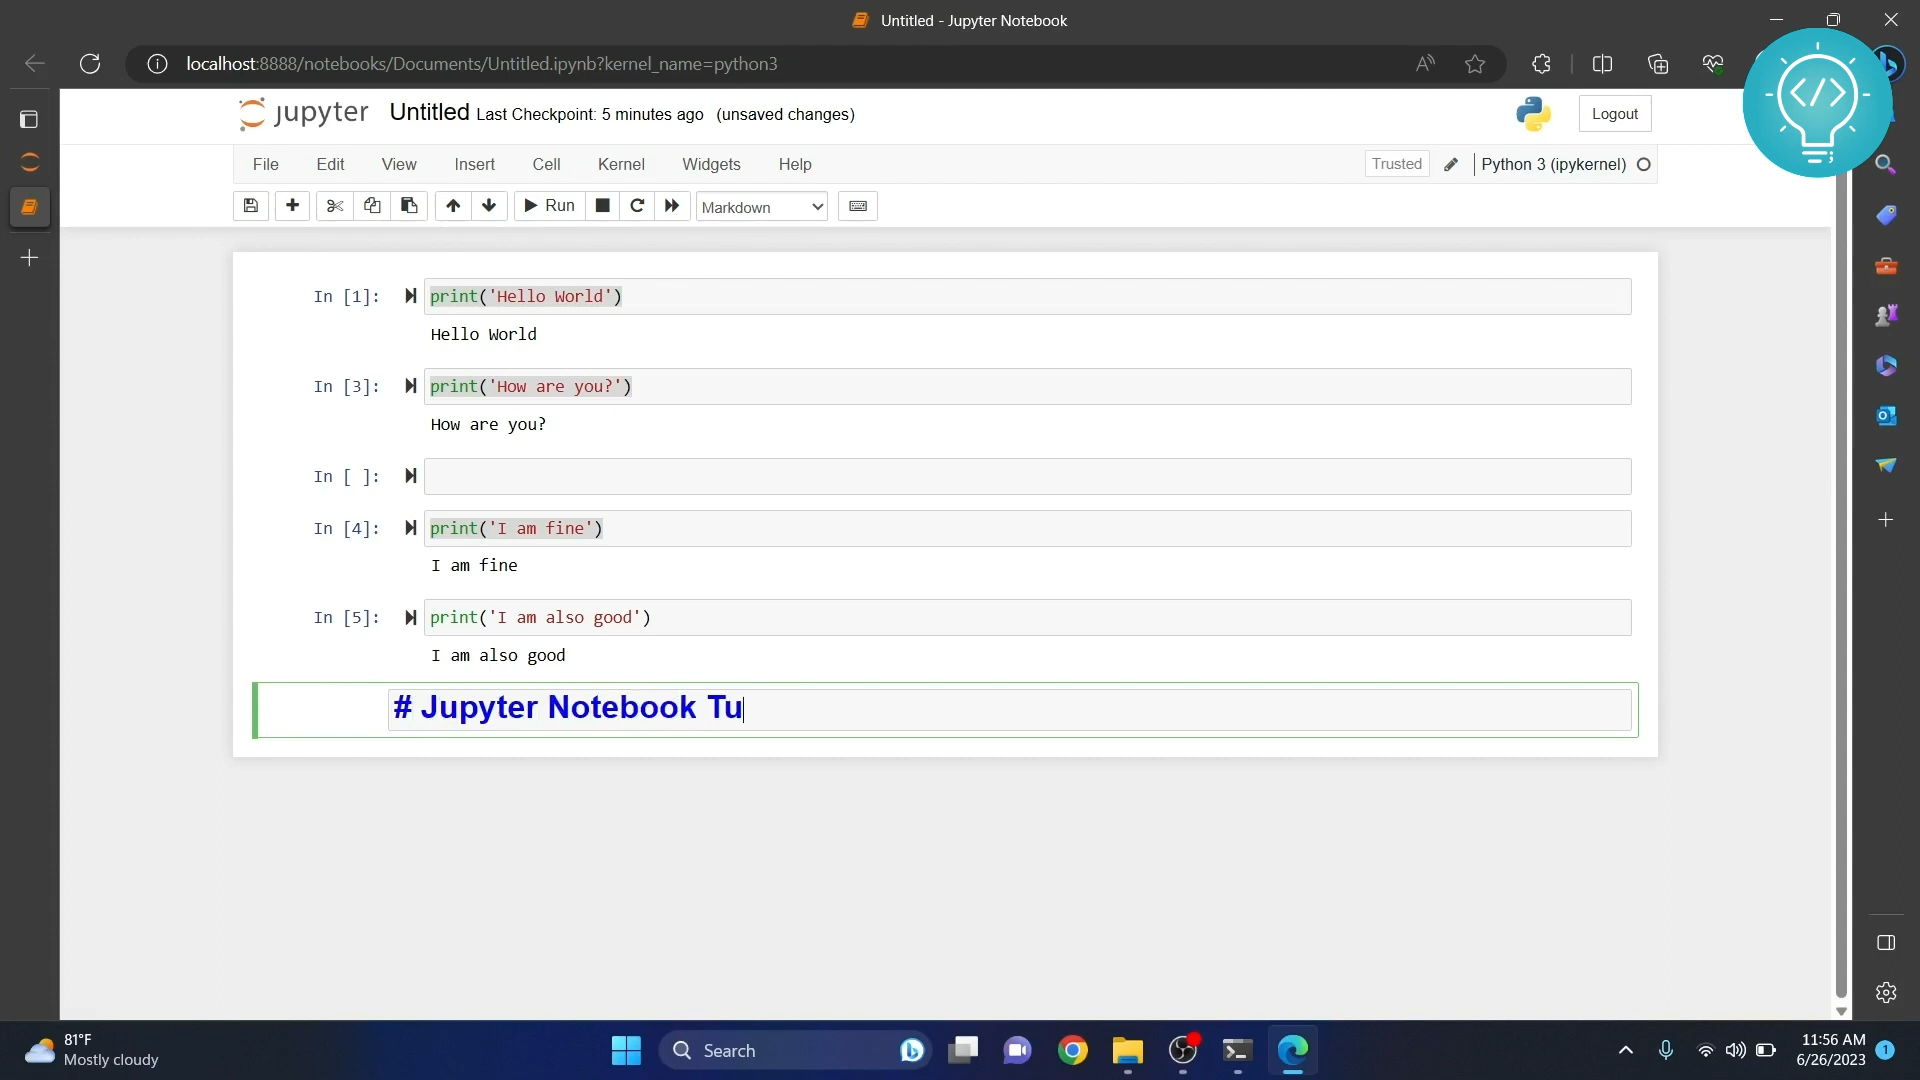 Untitled - Jupyter Notebook
localhost:8888/notebooks/Documents/Untitled.ipynb?kernel_name=python3
jupyter Untitled Last Checkpoint: 5 minutes ago (unsaved changes)
Logout
File Edit View Insert Cell Kernel Widgets Help
Trusted Python 3 (ipykernel)
Run Markdown
In [1]: print('Hello World')
Hello World
In [3]: print('How are you?')
How are you?
In [ ]:
In [4]: print('I am fine')
I am fine
In [5]: print('I am also good')
I am also good
# Jupyter Notebook Tu
81°F
Mostly cloudy
Search
11:56 AM
6/26/2023
1